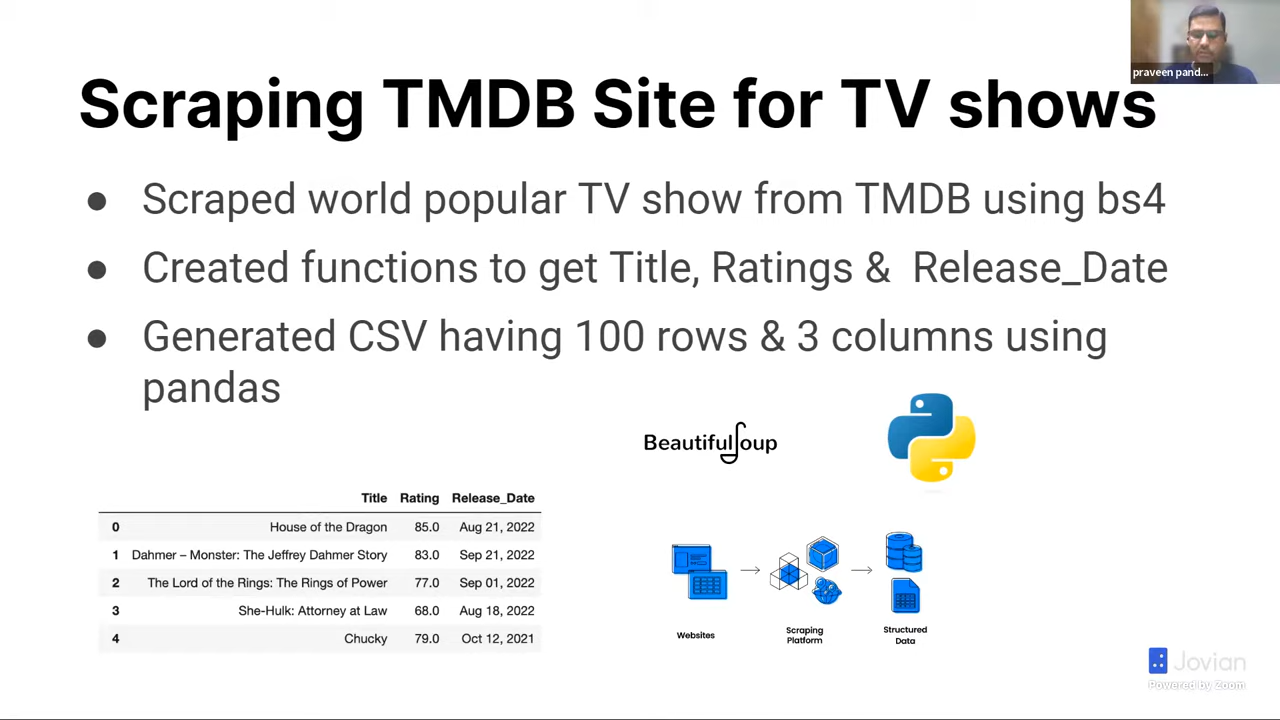 praveen pand...
Scraping TMDB Site for TV shows
● Scraped world popular TV show from TMDB using bs4
● Created functions to get Title, Ratings & Release_Date
● Generated CSV having 100 rows & 3 columns using
pandas
BeautifulSoup
Title Rating Release_Date
0 House of the Dragon 85.0 Aug 21, 2022
1 Dahmer – Monster: The Jeffrey Dahmer Story 83.0 Sep 21, 2022
2 The Lord of the Rings: The Rings of Power 77.0 Sep 01, 2022
3 She-Hulk: Attorney at Law 68.0 Aug 18, 2022
4 Chucky 79.0 Oct 12, 2021
Websites
Scraping
Platform
Structured
Data
Jovian
Powered by Zoom